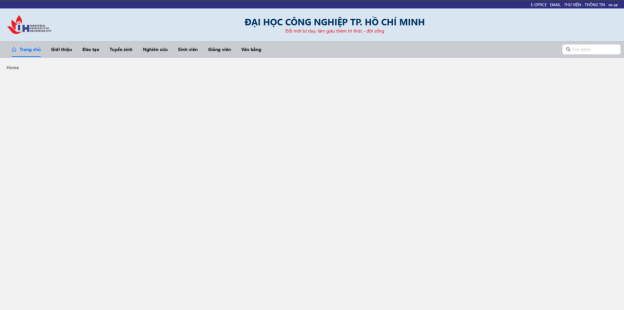 E-OFFICE EMAIL THƯ VIỆN - THÔNG TIN
IUH
INDUSTRIAL
UNIVERSITY OF
HOCHIMINH CITY
ĐẠI HỌC CÔNG NGHIỆP TP. HỒ CHÍ MINH
Đổi mới tư duy, làm giàu thêm tri thức - đời sống
Trang chủ Giới thiệu Đào tạo Tuyển sinh Nghiên cứu Sinh viên Giảng viên Văn bằng
Tìm kiếm
Home